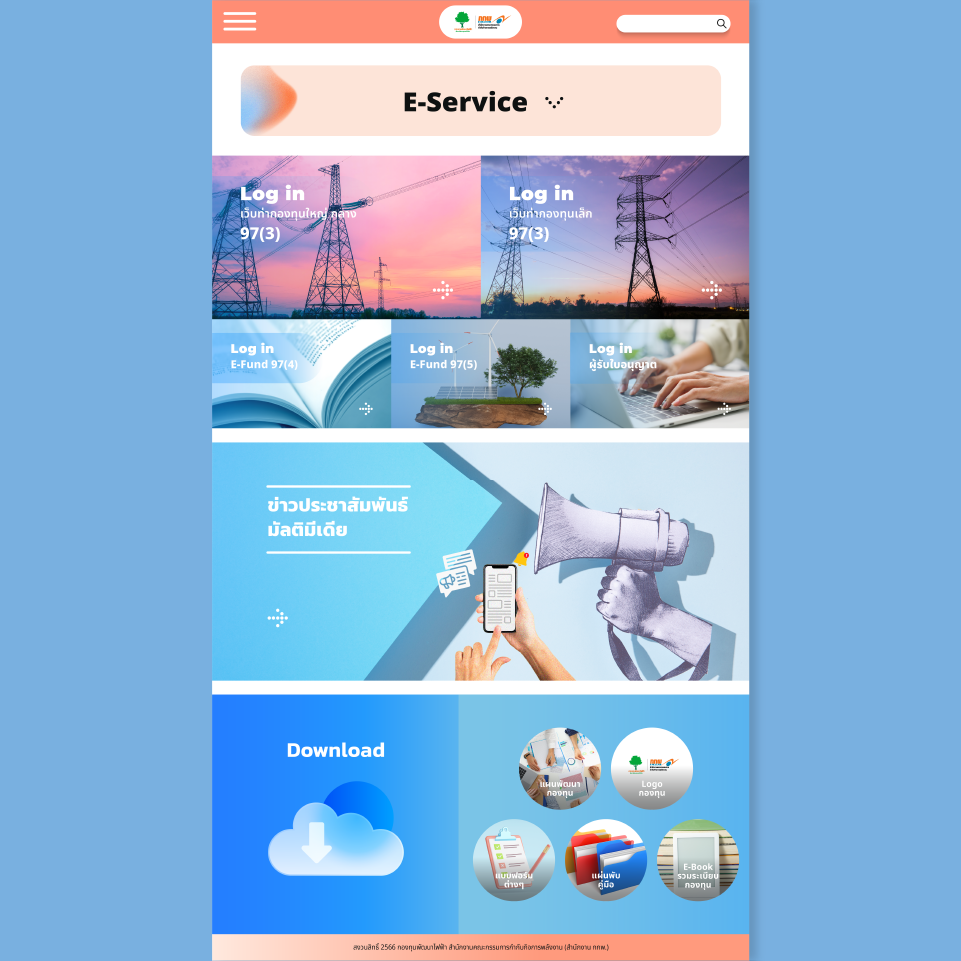 กกพ
E-Service
Log in
เว็บท่ากองทุนใหญ่ กลาง
97(3)
Log in
เว็บท่ากองทุนเล็ก
97(3)
Log in
E-Fund 97(4)
Log in
E-Fund 97(5)
Log in
ผู้รับใบอนุญาต
ข่าวประชาสัมพันธ์
มัลติมีเดีย
Download
แผนพัฒนา
กองทุน
กกพ
Logo
กองทุน
แบบฟอร์ม
ต่างๆ
แผ่นพับ
คู่มือ
E-Book
รวมระเบียบ
กองทุน
สงวนสิทธิ์ 2566 กองทุนพัฒนาไฟฟ้า สำนักงานคณะกรรมการกำกับกิจการพลังงาน (สำนักงาน กกพ.)